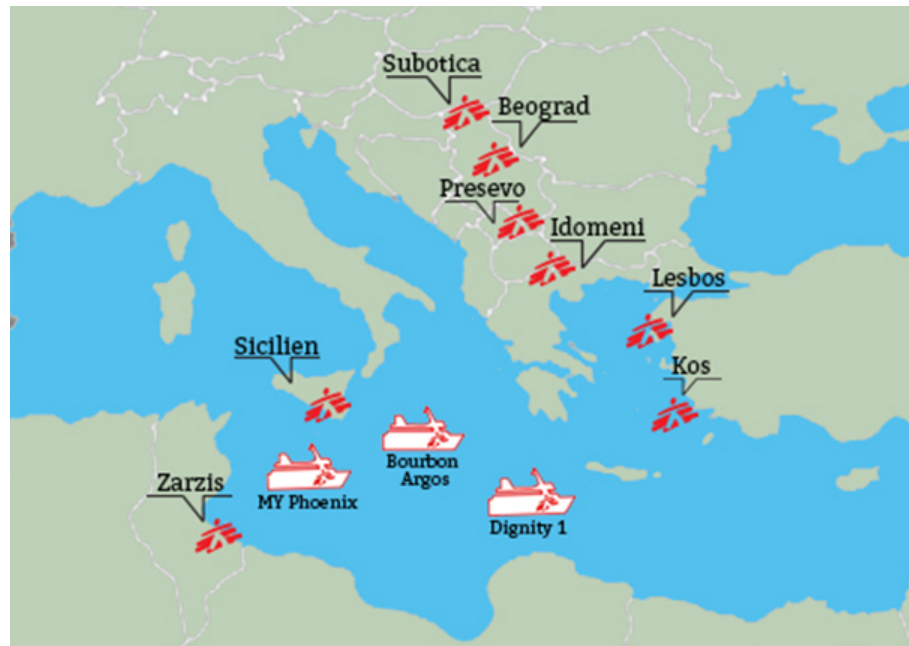 Subotica
Beograd
Presevo
Idomeni
Lesbos
Sicilien
Kos
Bourbon
Argos
MY Phoenix
Zarzis
Dignity 1